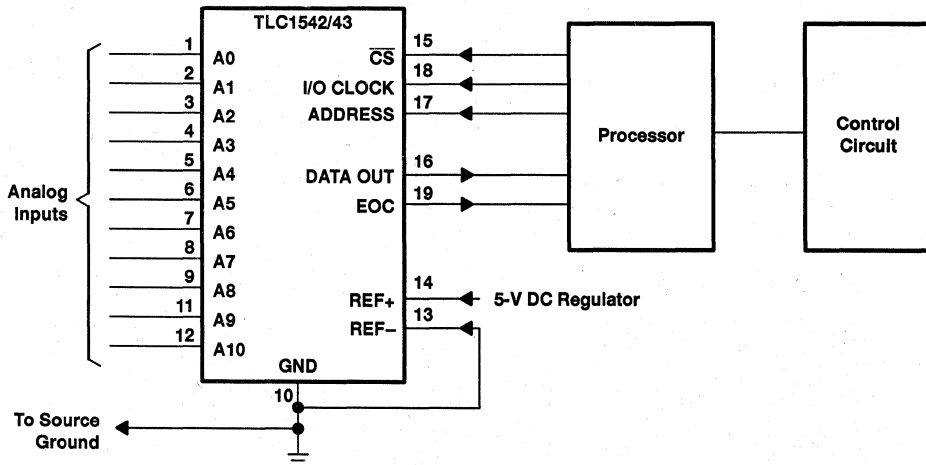 TLC1542/43
1
A0
2
A1
3
A2
4
A3
5
A4
6
A5
7
A6
8
A7
9
A8
11
A9
12
A10
Analog
Inputs
15
CS
18
I/O CLOCK
17
ADDRESS
16
DATA OUT
19
EOC
14
REF+
5-V DC Regulator
13
REF–
GND
10
To Source
Ground
Processor
Control
Circuit